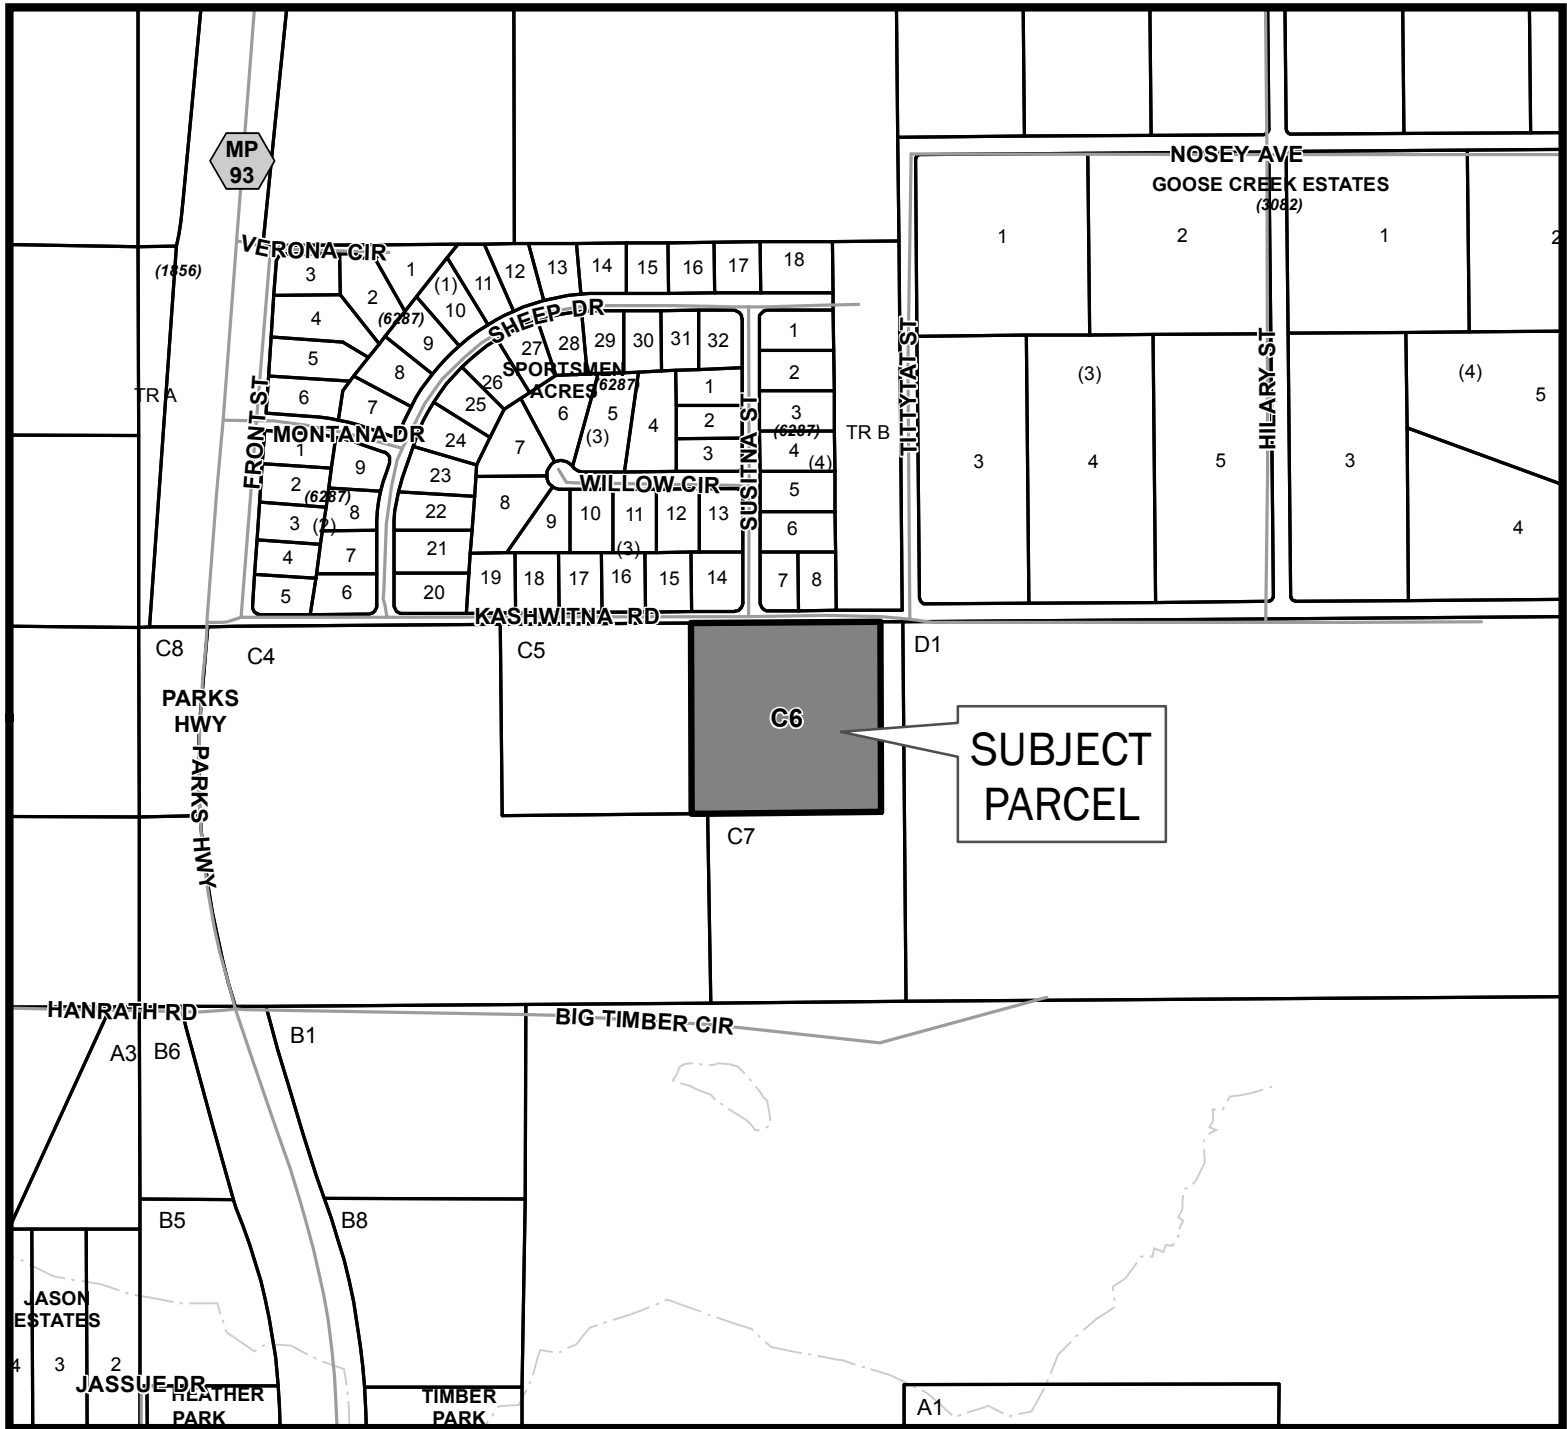 MP
93
NOSEY AVE
GOOSE CREEK ESTATES
(3082)
1
2
1
2
VERONA CIR
(1856)
3
2
1
(1)
10
11
12
13
14
15
16
17
18
4
(6287)
9
SHEEP DR
5
8
27
28
29
30
31
32
1
6
7
26
25
SPORTSMEN
ACRES
(6287)
6
5
(3)
4
1
2
3
2
3
(6287)
4
(4)
5
6
7
8
TR A
TR B
FRONT ST
MONTANA DR
24
7
SUSITNA ST
TITTYTAI ST
HILARY ST
(3)
3
4
5
3
(4)
5
4
1
2
(6287)
3
(2)
4
5
9
8
7
6
23
22
21
20
8
WILLOW CIR
9
10
11
12
13
(3)
19
18
17
16
15
14
KASHWITNA RD
C8
C4
C5
C6
D1
SUBJECT
PARCEL
PARKS
HWY
PARKS HWY
C7
HANRATH RD
BIG TIMBER CIR
A3
B6
B1
B5
B8
JASON
ESTATES
4
3
2
JASSUE DR
HEATHER
PARK
TIMBER
PARK
A1